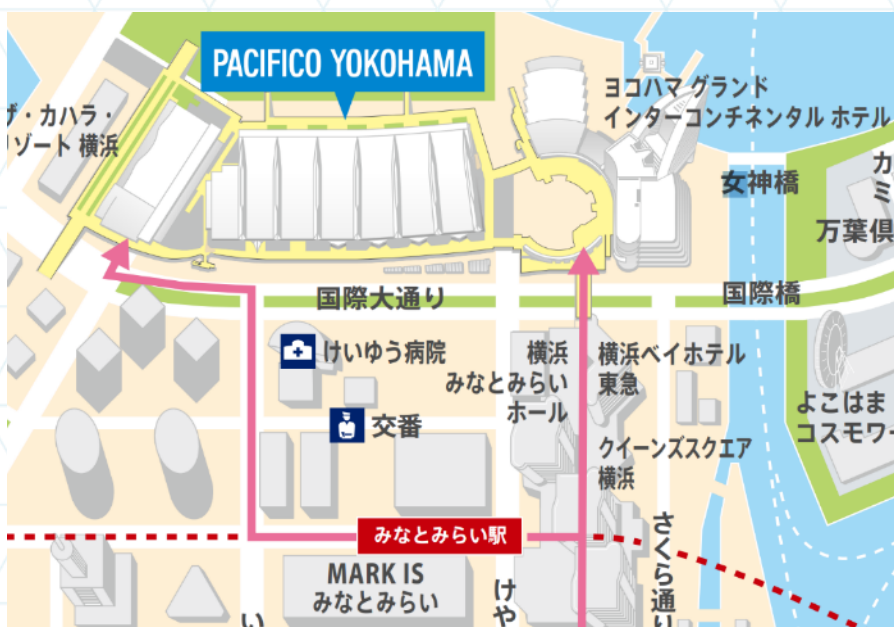 PACIFICO YOKOHAMA
ヨコハマ グランド
インターコンチネンタル ホテル
ザ・カハラ・
リゾート 横浜
カ
ミ
女神橋
万葉倶
国際大通り
国際橋
けいゆう病院
横浜
みなとみらい
ホール
横浜ベイホテル
東急
よこはま
コスモワー
交番
クイーンズスクエア
横浜
みなとみらい駅
さくら通り
MARK IS
みなとみらい
けや
い